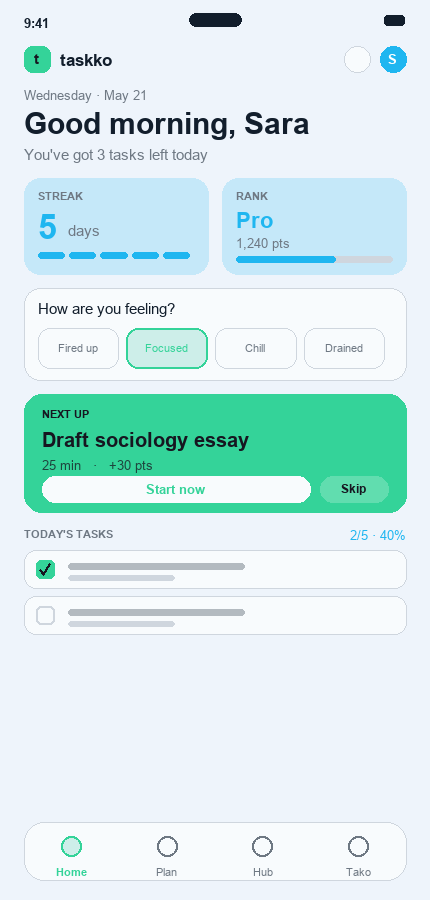 9:41
t taskko S
Wednesday · May 21
Good morning, Sara
You've got 3 tasks left today
STREAK
5 days
RANK
Pro
1,240 pts
How are you feeling?
Fired up Focused Chill Drained
NEXT UP
Draft sociology essay
25 min · +30 pts
Start now Skip
TODAY'S TASKS 2/5 · 40%
Home Plan Hub Tako